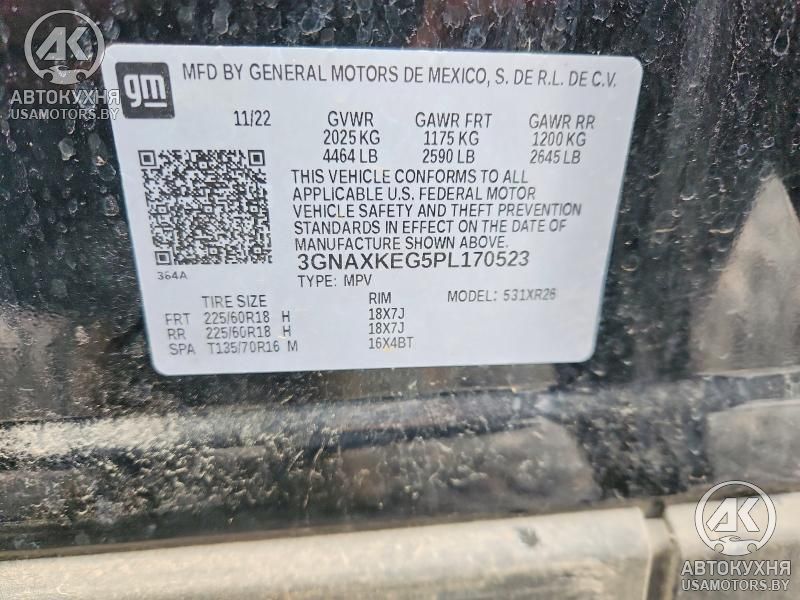 AK
АВТОКУХНЯ
USAMOTORS.BY
gm
MFD BY GENERAL MOTORS DE MEXICO, S. DE R.L. DE C.V.
11/22 GVWR GAWR FRT GAWR RR
2025 KG 1175 KG 1200 KG
4464 LB 2590 LB 2645 LB
THIS VEHICLE CONFORMS TO ALL
APPLICABLE U.S. FEDERAL MOTOR
VEHICLE SAFETY AND THEFT PREVENTION
STANDARDS IN EFFECT ON THE DATE OF
MANUFACTURE SHOWN ABOVE.
3GNAXKEG5PL170523
364A
TYPE: MPV MODEL: 531XR26
TIRE SIZE RIM
FRT 225/60R18 H 18X7J
RR 225/60R18 H 18X7J
SPA T135/70R16 M 16X4BT
AK
АВТОКУХНЯ
USAMOTORS.BY